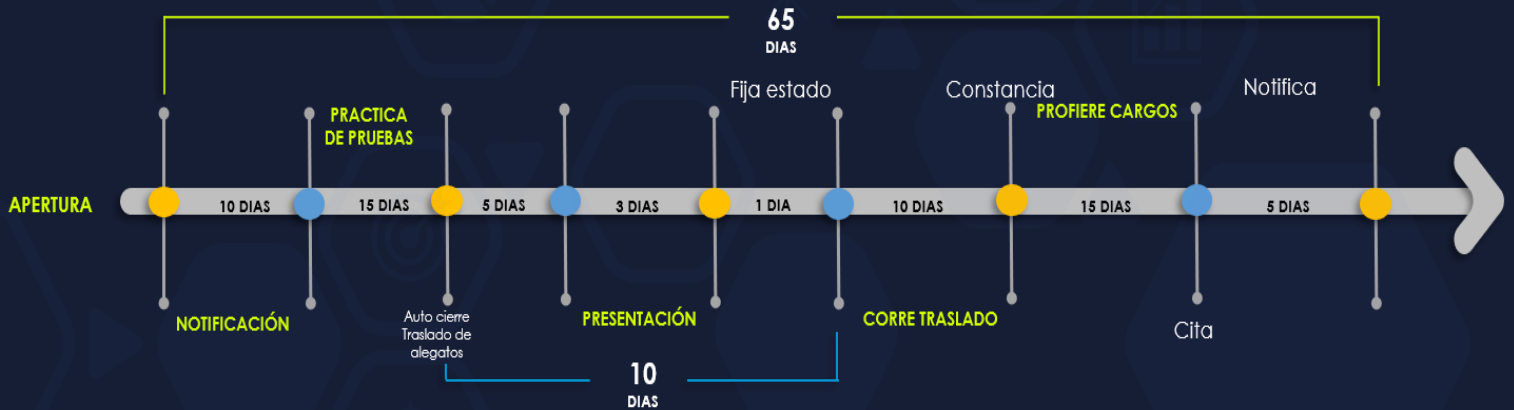 65
DIAS
Fija estado
Constancia
Notifica
PRACTICA
DE PRUEBAS
PROFIERE CARGOS
APERTURA
10 DIAS
15 DIAS
5 DIAS
3 DIAS
1 DIA
10 DIAS
15 DIAS
5 DIAS
NOTIFICACIÓN
Auto cierre
Traslado de
alegatos
PRESENTACIÓN
CORRE TRASLADO
Cita
10
DIAS